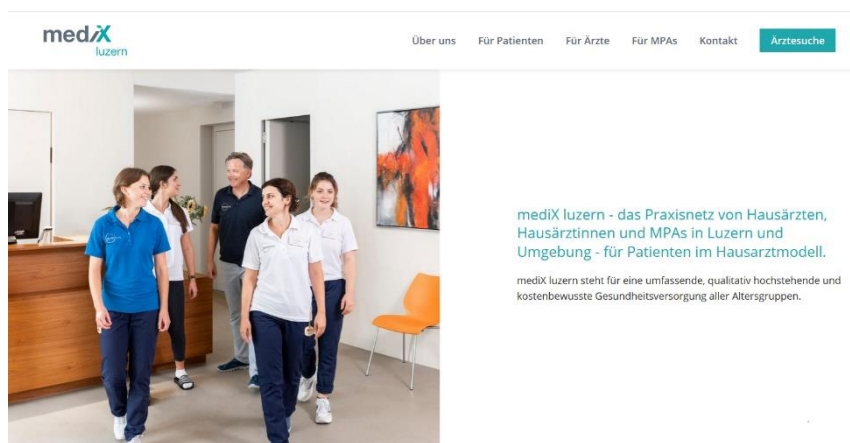 mediX
luzern
Über uns Für Patienten Für Ärzte Für MPAs Kontakt Ärztesuche
mediX luzern - das Praxisnetz von Hausärzten,
Hausärztinnen und MPAs in Luzern und
Umgebung - für Patienten im Hausarztmodell.
mediX luzern steht für eine umfassende, qualitativ hochstehende und
kostenbewusste Gesundheitsversorgung aller Altersgruppen.